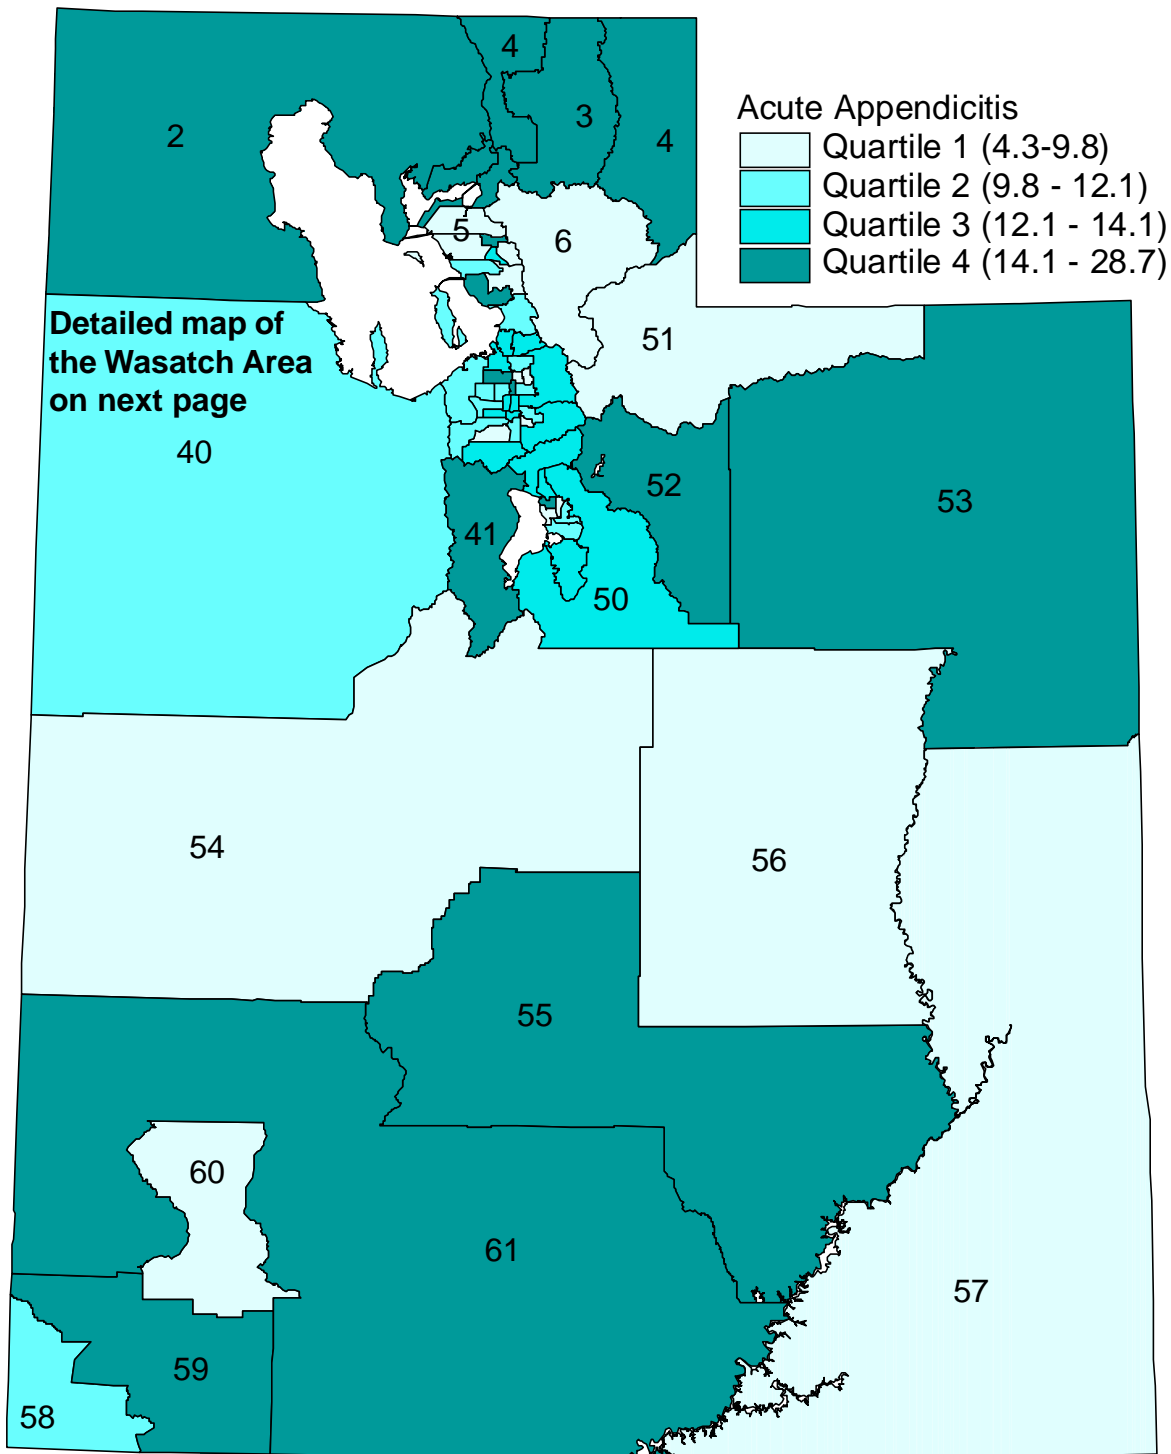 4
2
3
4
Acute Appendicitis
Quartile 1 (4.3-9.8)
Quartile 2 (9.8 - 12.1)
Quartile 3 (12.1 - 14.1)
Quartile 4 (14.1 - 28.7)
5
6
Detailed map of
the Wasatch Area
on next page
51
40
52
53
41
50
54
56
55
60
61
57
59
58